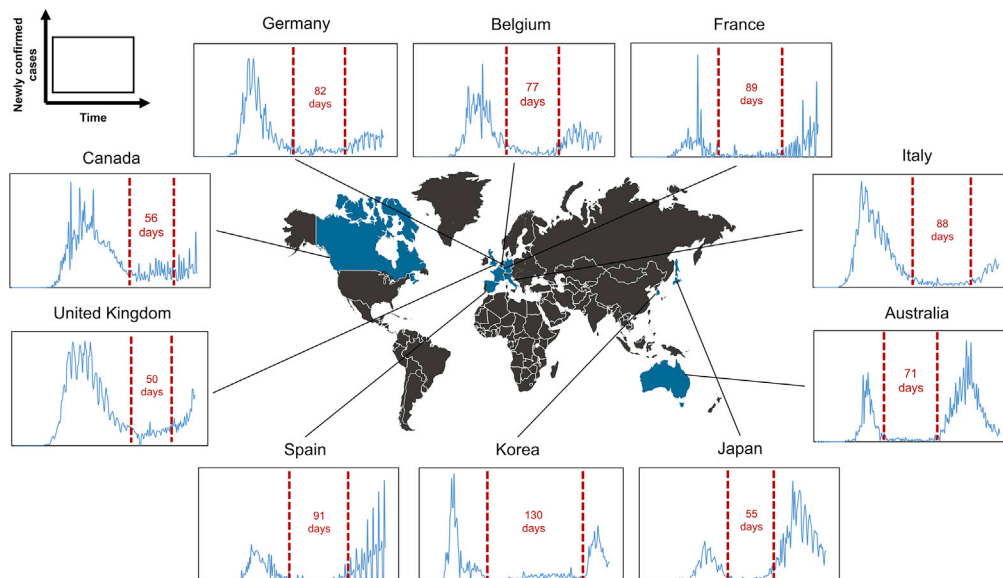 Germany
Belgium
France
Newly confirmed
cases
Time
82
days
77
days
89
days
Canada
Italy
56
days
88
days
United Kingdom
Australia
50
days
71
days
Spain
Korea
Japan
91
days
130
days
55
days